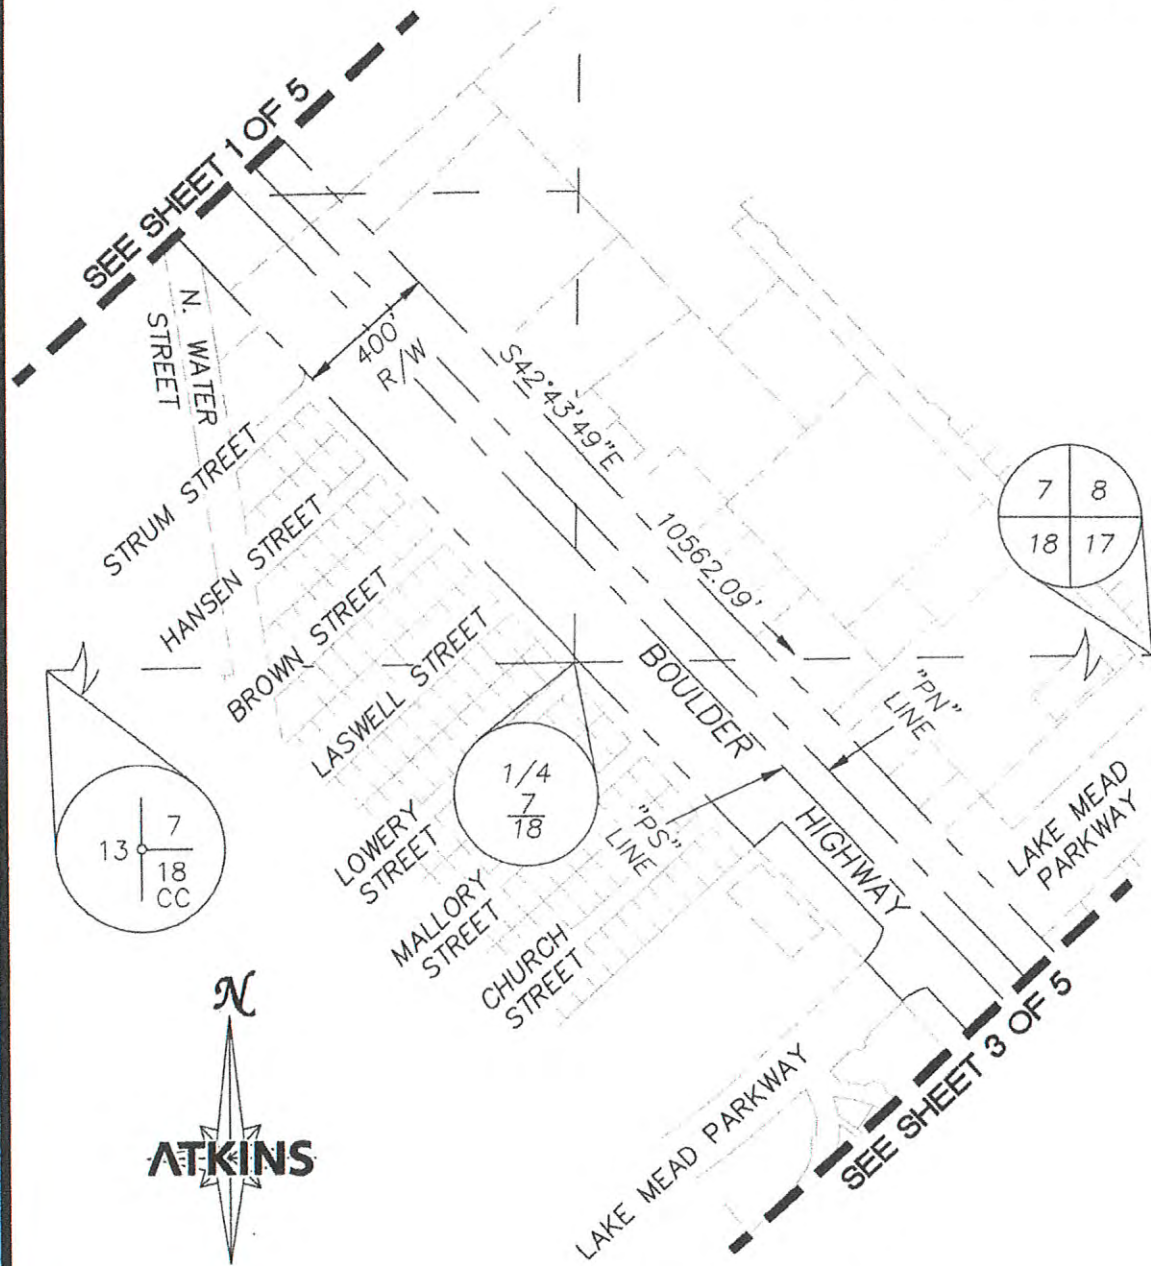 SEE SHEET 1 OF 5
N. WATER
STREET
400'
R/W
S42°43'49"E
STRUM STREET
HANSEN STREET
10562.09'
7
8
18
17
BROWN STREET
LASWELL STREET
BOULDER
HIGHWAY
"PN"
LINE
1/4
7
18
"PS"
LINE
13
7
18
CC
LOWERY
STREET
MALLORY
STREET
CHURCH
STREET
LAKE MEAD
PARKWAY
N
ATKINS
LAKE MEAD PARKWAY
SEE SHEET 3 OF 5